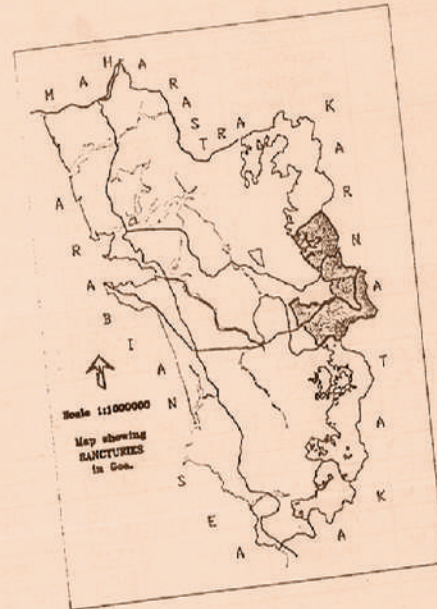 M A H A R A S T R A
K A R N A T A K A
A R A B I A N S E A
Scale 1:1000000
Map showing
SANCTURIES
in Goa.